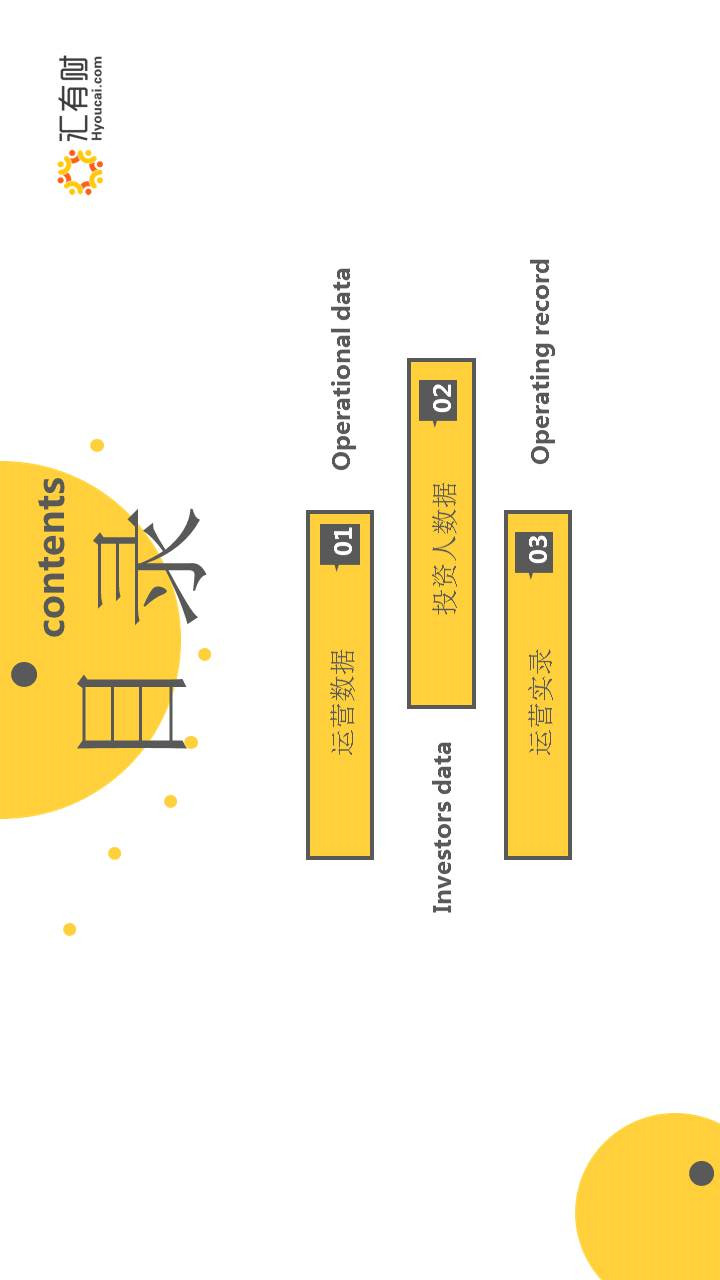 汇有财
Hyoucai.com
目录
contents
运营数据
01
Operational data
Investors data
投资人数据
02
运营实录
03
Operating record